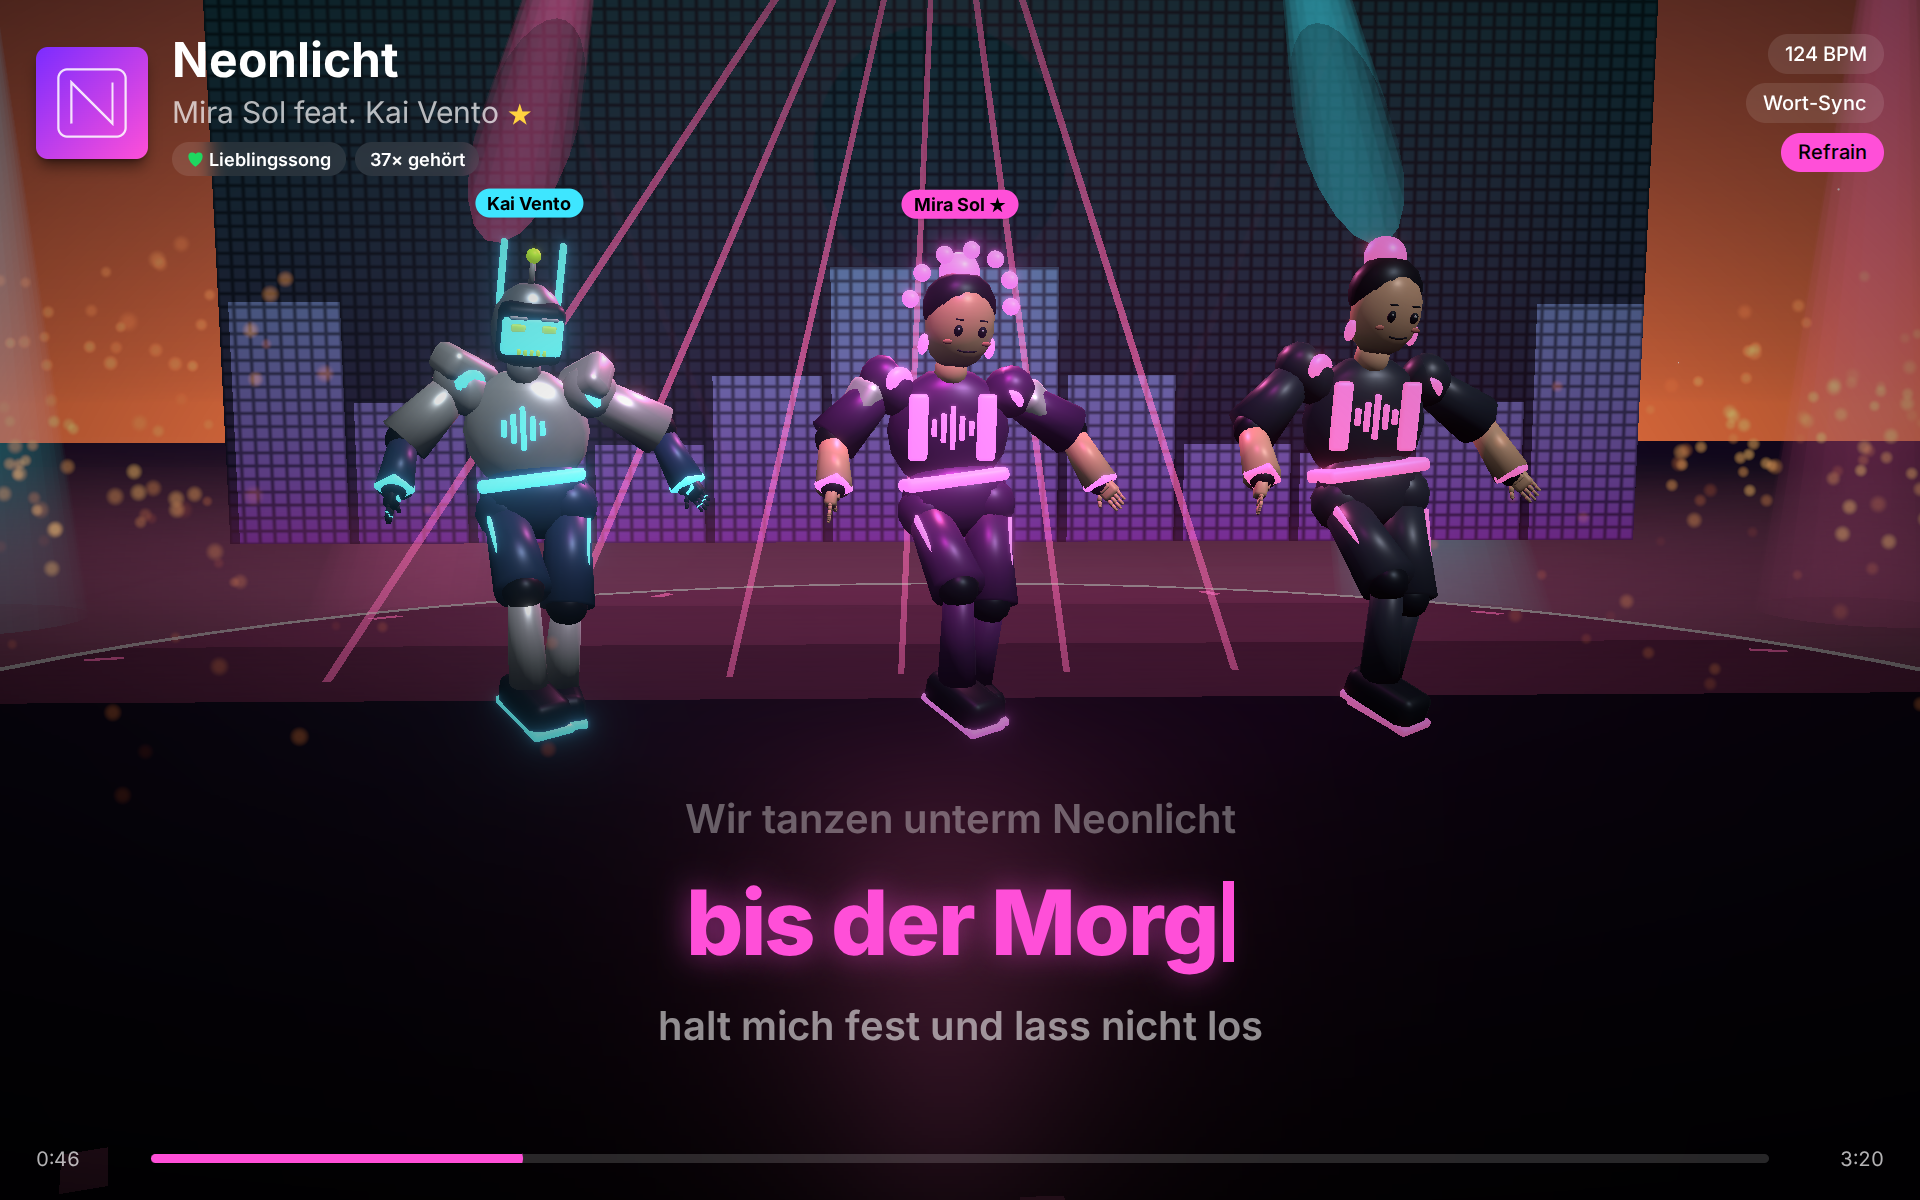 N
Neonlicht
Mira Sol feat. Kai Vento ★
Lieblingssong
37× gehört
124 BPM
Wort-Sync
Refrain
Kai Vento
Mira Sol ★
Wir tanzen unterm Neonlicht
bis der Morg
halt mich fest und lass nicht los
0:46
3:20